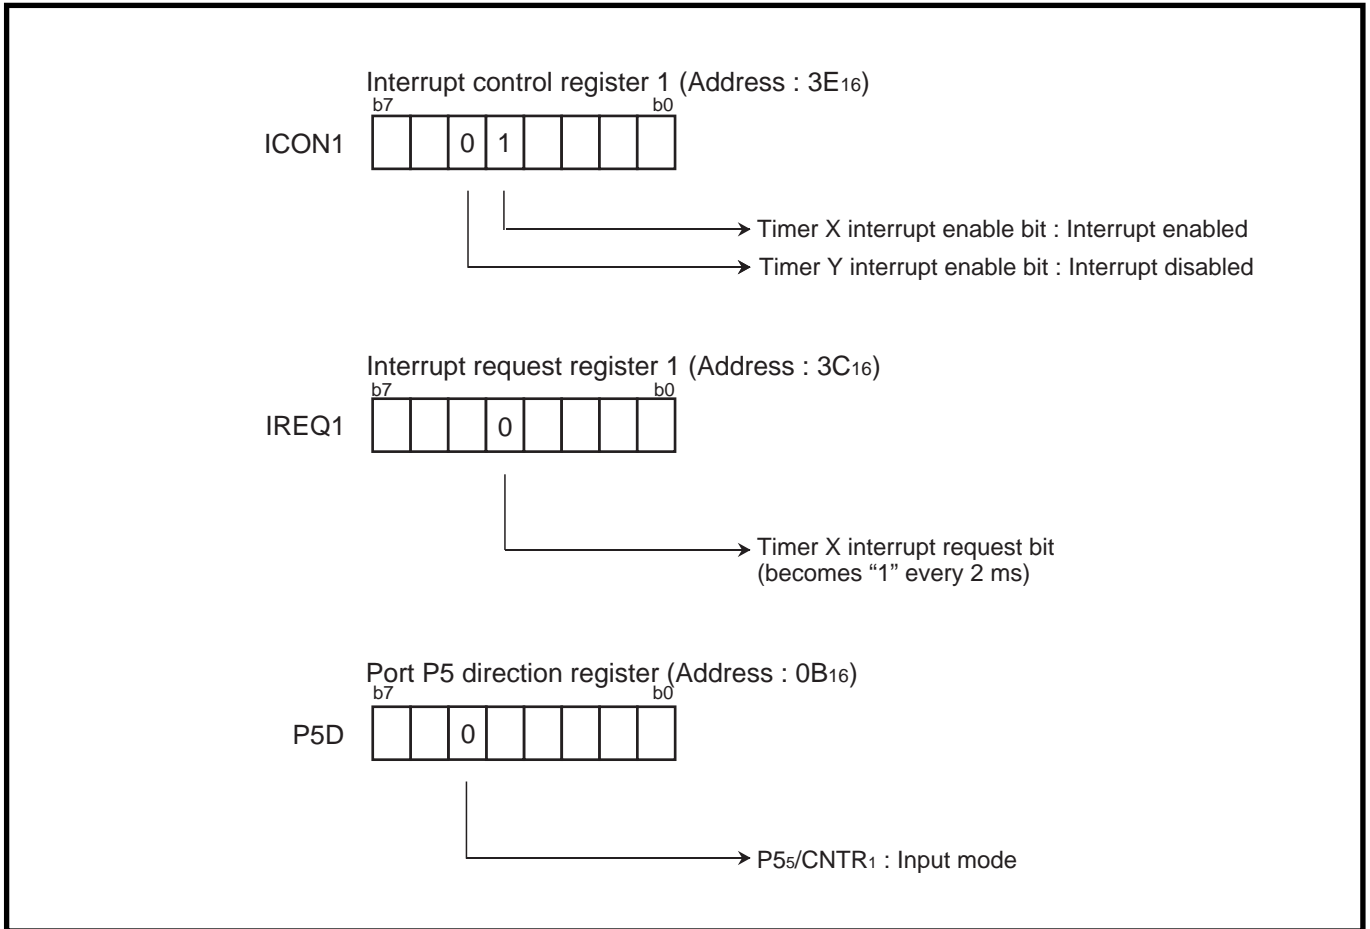 Interrupt control register 1 (Address : 3E16)
b7 b0
ICON1 0 1
Timer X interrupt enable bit : Interrupt enabled
Timer Y interrupt enable bit : Interrupt disabled
Interrupt request register 1 (Address : 3C16)
b7 b0
IREQ1 0
Timer X interrupt request bit
(becomes “1” every 2 ms)
Port P5 direction register (Address : 0B16)
b7 b0
P5D 0
P55/CNTR1 : Input mode